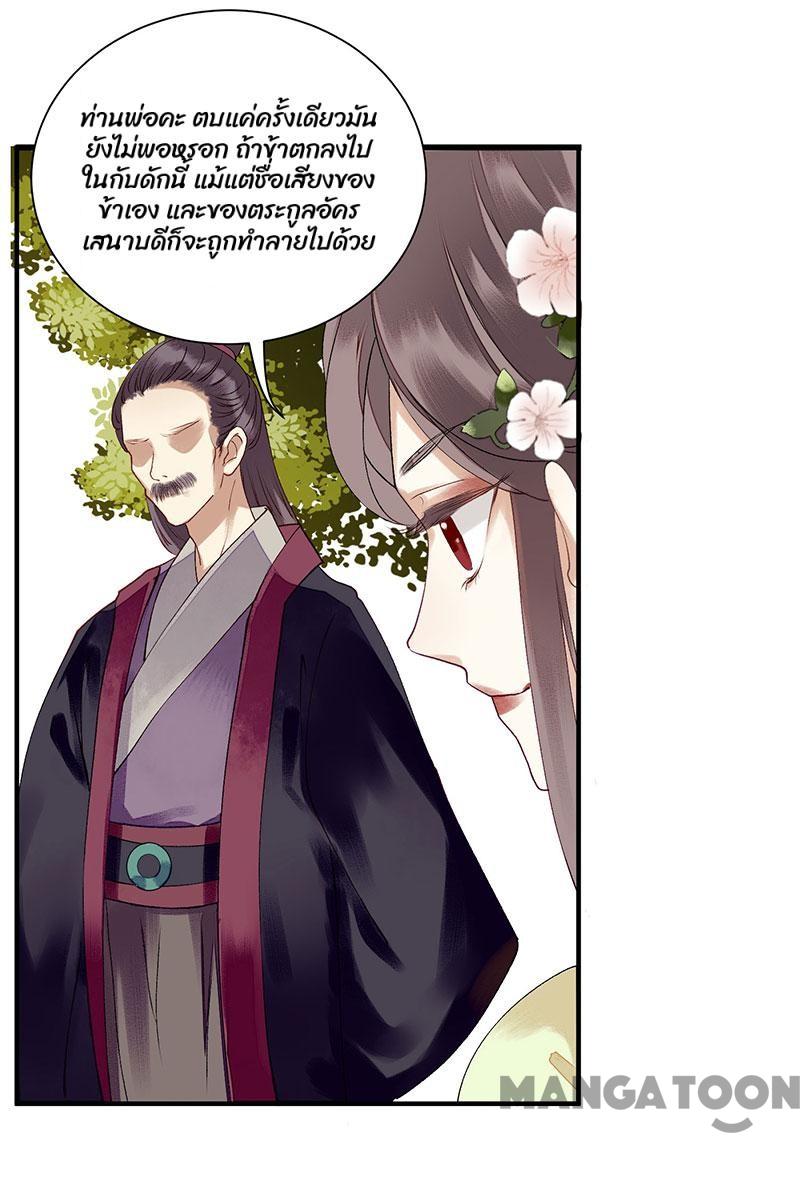 ท่านพ่อคะ ตบแค่ครั้งเดียวมัน
ยังไม่พอหรอก ถ้าข้าตกลงไป
ในกับดักนี้ แม้แต่ชื่อเสียงของ
ข้าเอง และของตระกูลอัคร
เสนาบดีก็จะถูกทำลายไปด้วย
MANGATOON